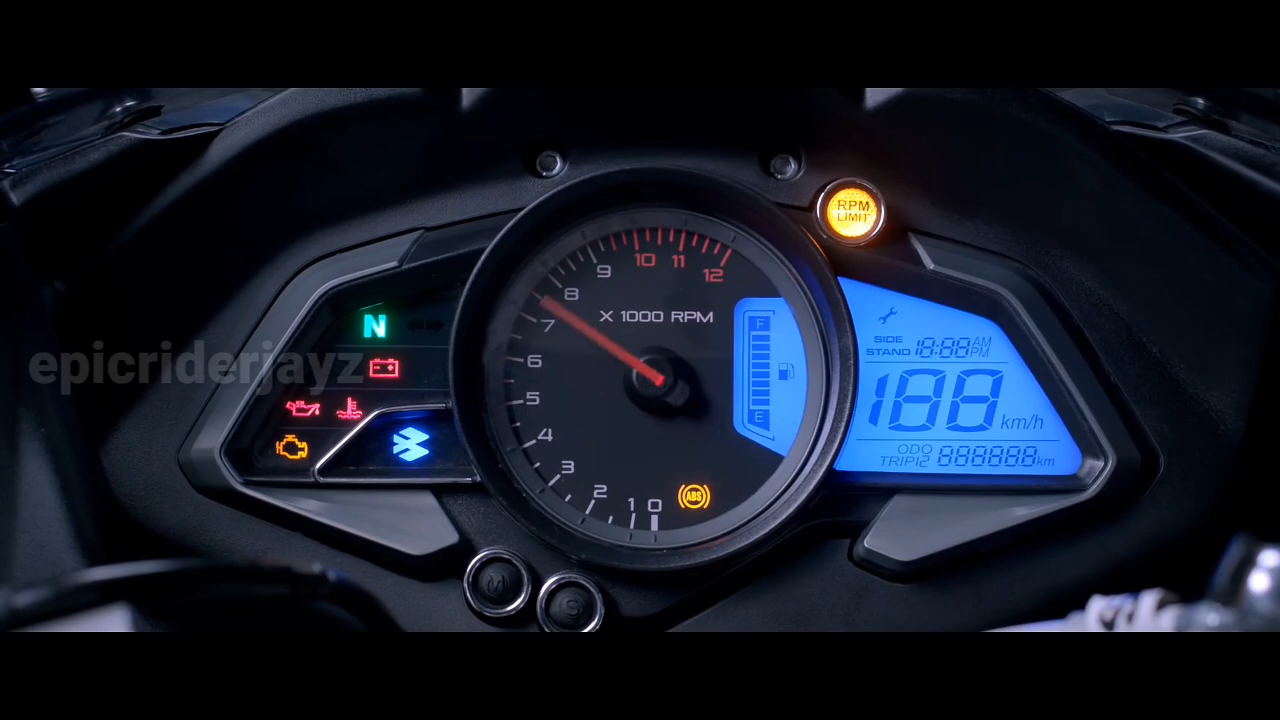 RPM
LIMIT
9
10
11
12
8
X 1000 RPM
7
6
5
4
3
2
1
0
N
epicriderjayz
F
E
ABS
SIDE
STAND
18:88 AM
PM
188 km/h
ODO
TRIP12 888888 km
M
S